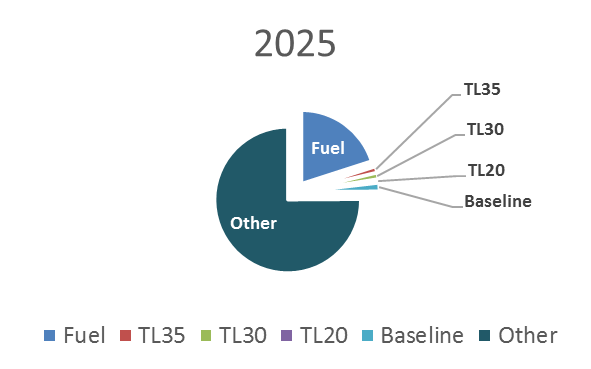 2025
TL35
TL30
Fuel
TL20
Baseline
Other
Fuel TL35 TL30 TL20 Baseline Other